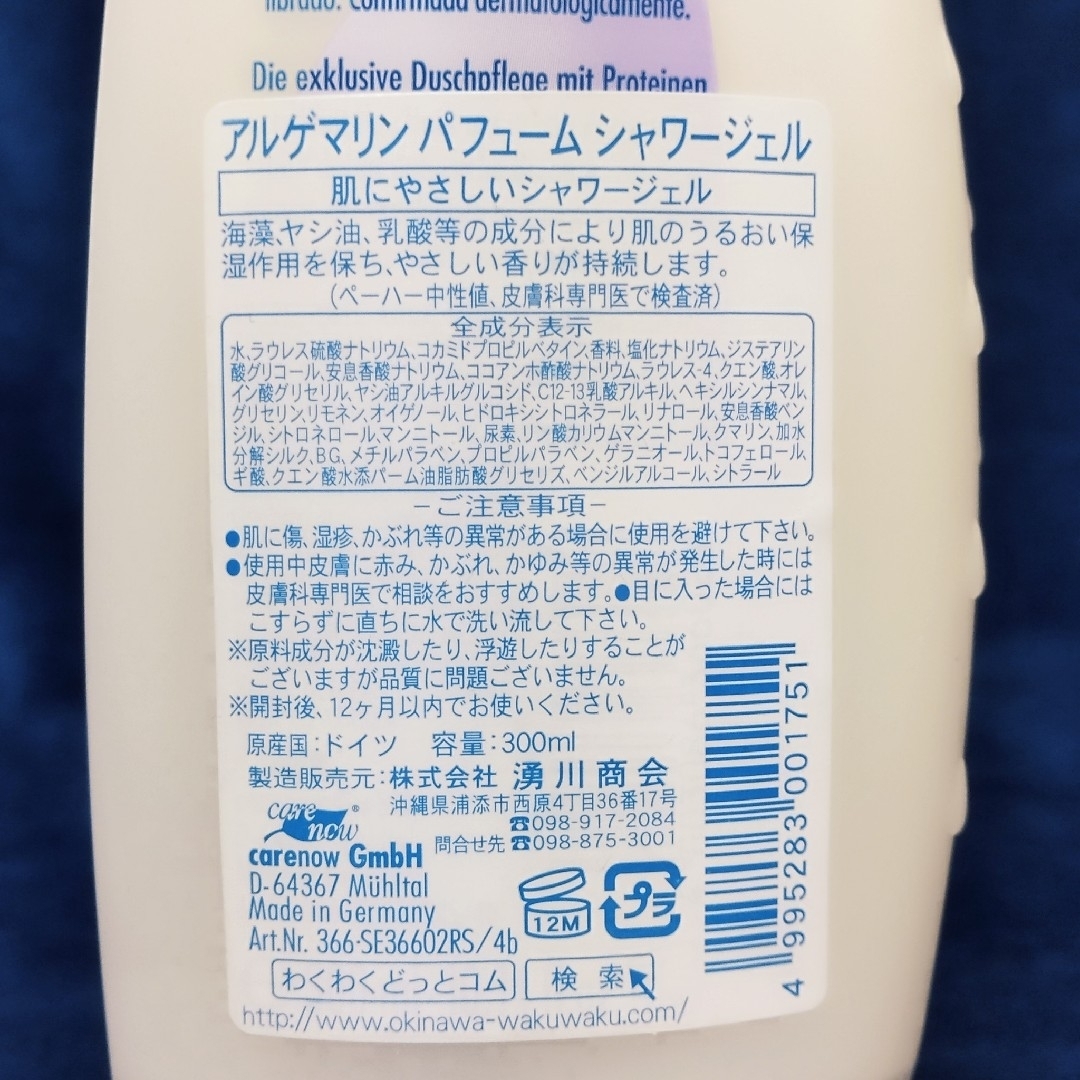 librado. Confirmada dermatológicamente.
Die exklusive Duschpflege mit Proteinen
アルゲマリン パフューム シャワージェル
肌にやさしいシャワージェル
海藻、ヤシ油、乳酸等の成分により肌のうるおい保
湿作用を保ち、やさしい香りが持続します。
(ペーハー中性値、皮膚科専門医で検査済)
全成分表示
水、ラウレス硫酸ナトリウム、コカミドプロピルベタイン、香料、塩化ナトリウム、ジステアリン
酸グリコール、安息香酸ナトリウム、ココアンホ酢酸ナトリウム、ラウレス-4、クエン酸、オレ
イン酸グリセリル、ヤシ油アルキルグルコシド、C12-13乳酸アルキル、ヘキシルシンナマル、
グリセリン、リモネン、オイゲノール、ヒドロキシシトロネラール、リナロール、安息香酸ベン
ジル、シトロネロール、マンニトール、尿素、リン酸カリウムマンニトール、クマリン、加水
分解シルク、BG、メチルパラベン、プロピルパラベン、ゲラニオール、トコフェロール、
ギ酸、クエン酸水添パーム油脂肪酸グリセリズ、ベンジルアルコール、シトラール
－ご注意事項－
●肌に傷、湿疹、かぶれ等の異常がある場合に使用を避けて下さい。
●使用中皮膚に赤み、かぶれ、かゆみ等の異常が発生した時には
皮膚科専門医で相談をおすすめします。●目に入った場合には
こすらずに直ちに水で洗い流して下さい。
※原料成分が沈澱したり、浮遊したりすることが
ございますが品質に問題ございません。
※開封後、12ヶ月以内でお使いください。
原産国：ドイツ 容量：300ml
製造販売元：株式会社 湧川商会
沖縄県浦添市西原4丁目36番17号
☎098-917-2084
問合せ先 ☎098-875-3001
care now®
carenow GmbH
D-64367 Mühltal
Made in Germany
Art.Nr. 366-SE36602RS/4b
12M
プラ
わくわくどっとコム 検索
http://www.okinawa-wakuwaku.com/
4 995283 001751